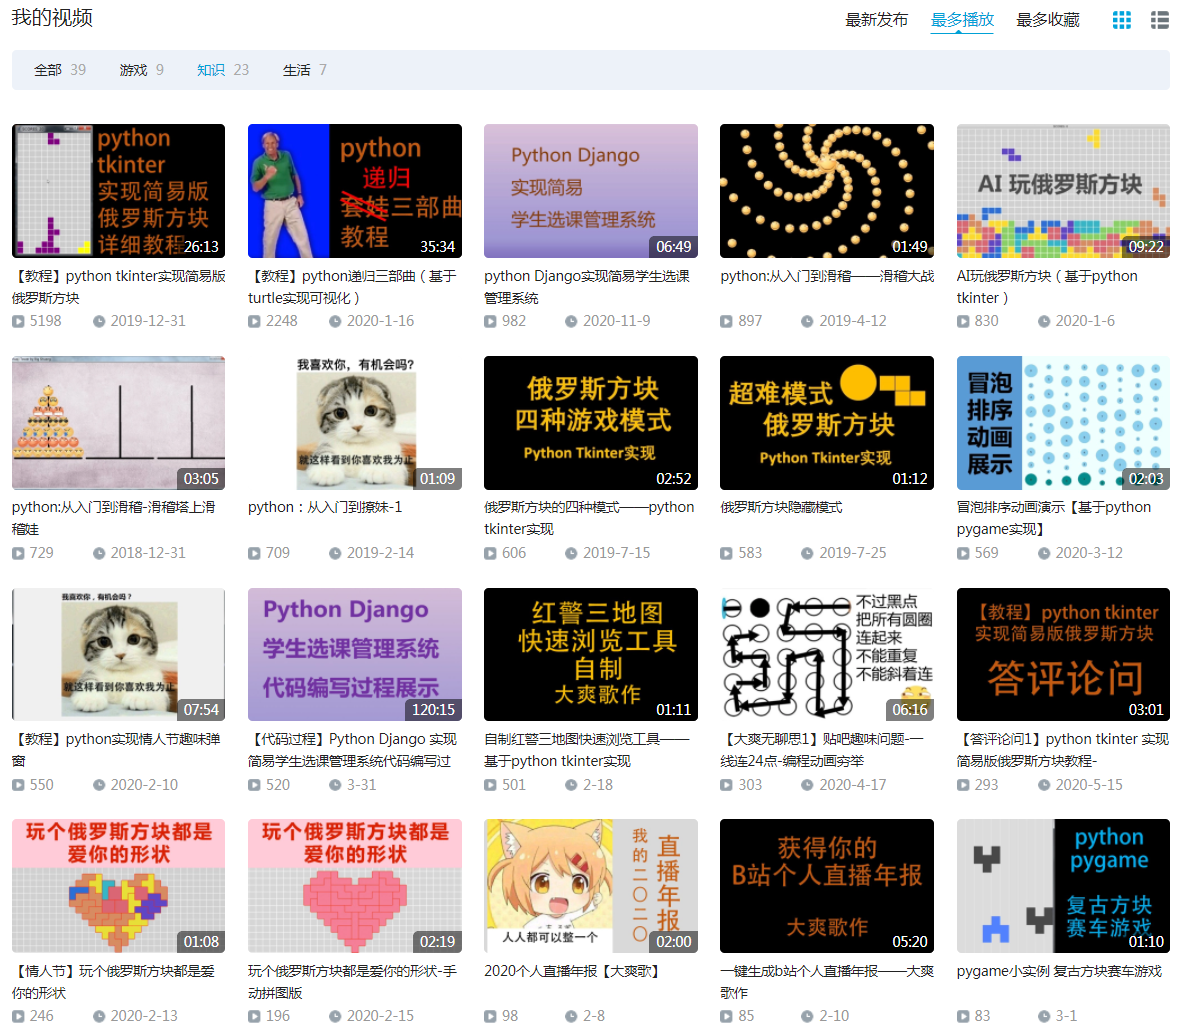 我的视频
最新发布 最多播放 最多收藏
全部 39 游戏 9 知识 23 生活 7
python
tkinter
实现简易版
俄罗斯方块
详细教程
26:13
【教程】python tkinter实现简易版
俄罗斯方块
5198 2019-12-31
python
递归
套娃三部曲
教程
35:34
【教程】python递归三部曲（基于
turtle实现可视化）
2248 2020-1-16
Python Django
实现简易
学生选课管理系统
06:49
python Django实现简易学生选课
管理系统
982 2020-11-9
01:49
python:从入门到滑稽——滑稽大战
897 2019-4-12
AI 玩俄罗斯方块
09:22
AI玩俄罗斯方块（基于python
tkinter）
830 2020-1-6
03:05
python:从入门到滑稽-滑稽塔上滑
稽娃
729 2018-12-31
我喜欢你，有机会吗?
就这样看到你喜欢我为止
01:09
python：从入门到撩妹-1
709 2019-2-14
俄罗斯方块
四种游戏模式
Python Tkinter实现
02:52
俄罗斯方块的四种模式——python
tkinter实现
606 2019-7-15
超难模式
俄罗斯方块
Python Tkinter实现
01:12
俄罗斯方块隐藏模式
583 2019-7-25
冒泡
排序
动画
展示
02:03
冒泡排序动画演示【基于python
pygame实现】
569 2020-3-12
我喜欢你，有机会吗？
就这样看到你喜欢我为止
07:54
【教程】python实现情人节趣味弹
窗
550 2020-2-10
Python Django
学生选课管理系统
代码编写过程展示
120:15
【代码过程】Python Django 实现
简易学生选课管理系统代码编写过
520 3-31
红警三地图
快速浏览工具
自制
大爽歌作
01:11
自制红警三地图快速浏览工具——
基于python tkinter实现
501 2-18
不过黑点
把所有圆圈
连起来
不能重复
不能斜着连
06:16
【大爽无聊思1】贴吧趣味问题-一
线连24点-编程动画夯举
303 2020-4-17
【教程】python tkinter
实现简易版俄罗斯方块
答评论问
03:01
【答评论问1】python tkinter 实现
简易版俄罗斯方块教程-
293 2020-5-15
玩个俄罗斯方块都是
爱你的形状
01:08
【情人节】玩个俄罗斯方块都是爱
你的形状
246 2020-2-13
玩个俄罗斯方块都是
爱你的形状
02:19
玩个俄罗斯方块都是爱你的形状-手
动拼图版
196 2020-2-15
我的二〇二〇
直播年报
人人都可以整一个
02:00
2020个人直播年报【大爽歌】
98 2-8
获得你的
B站个人直播年报
大爽歌作
05:20
一键生成b站个人直播年报——大爽
歌作
85 2-10
python
pygame
复古方块
赛车游戏
01:10
pygame小实例 复古方块赛车游戏
83 3-1